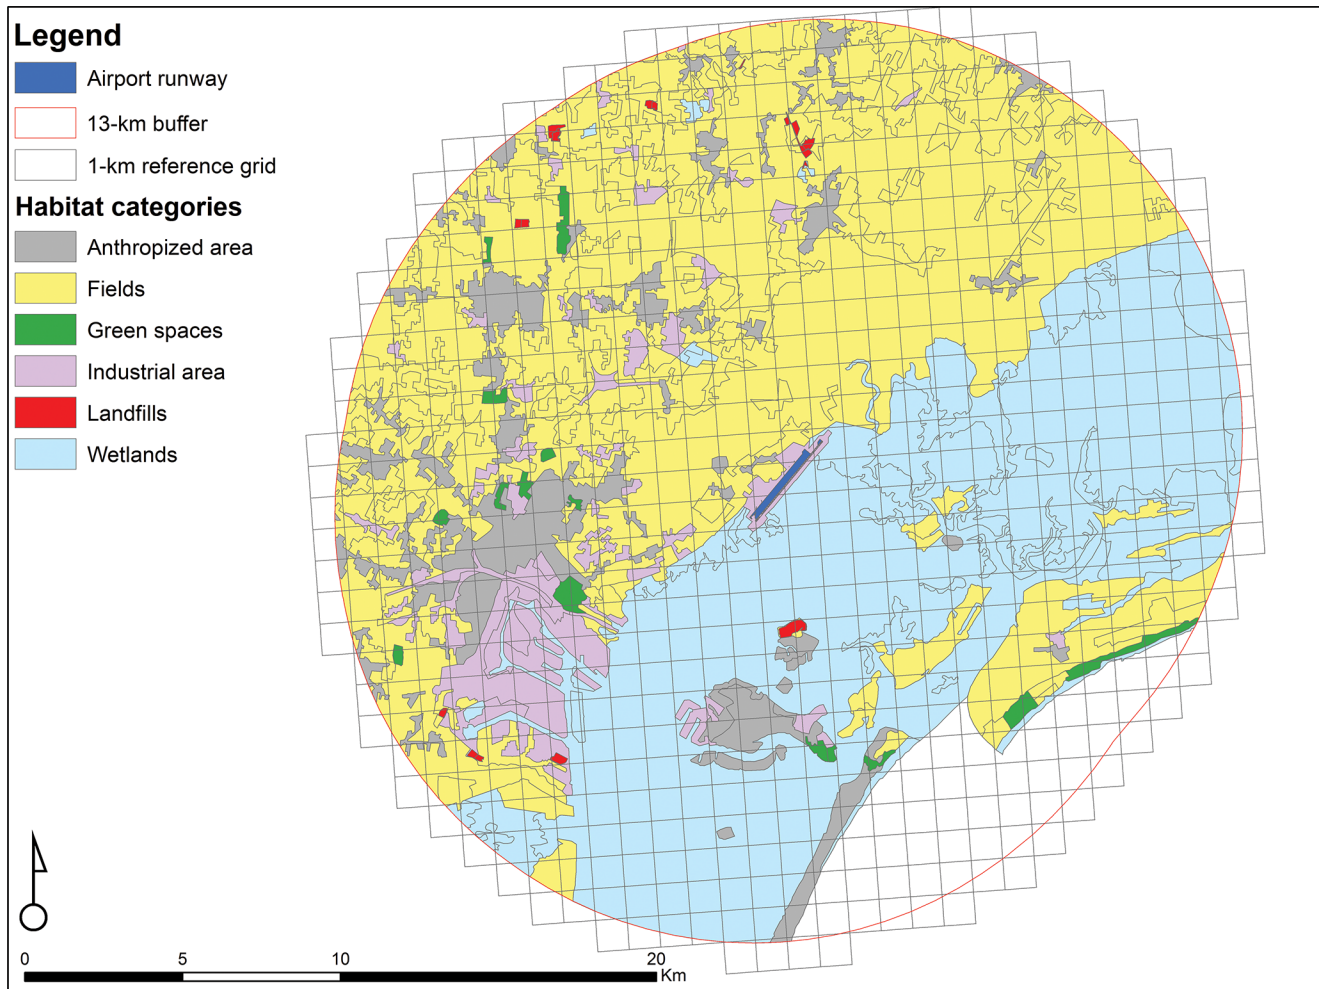 Legend
Airport runway
13-km buffer
1-km reference grid
Habitat categories
Anthropized area
Fields
Green spaces
Industrial area
Landfills
Wetlands
0 5 10 20
Km